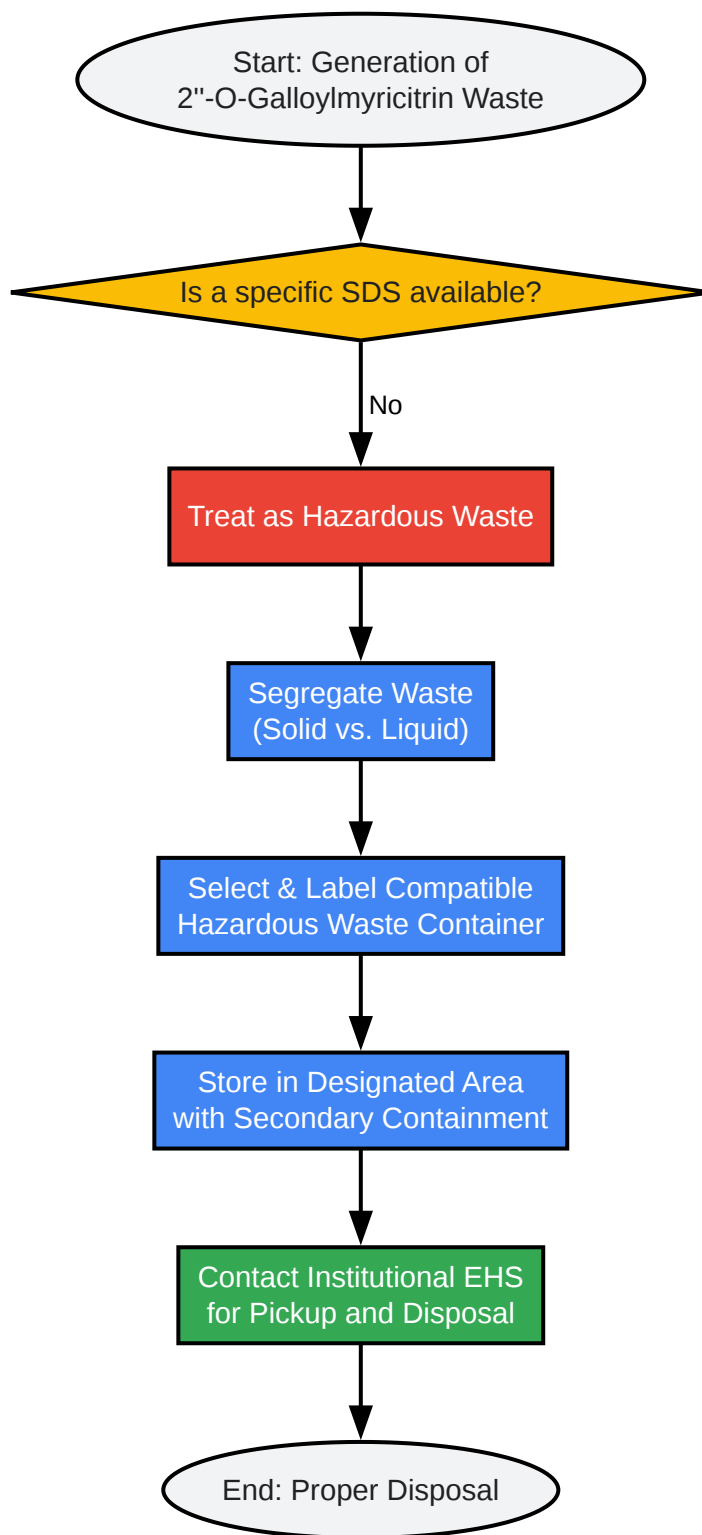 Start: Generation of
2''-O-Galloylmyricitrin Waste
Is a specific SDS available?
No
Treat as Hazardous Waste
Segregate Waste
(Solid vs. Liquid)
Select & Label Compatible
Hazardous Waste Container
Store in Designated Area
with Secondary Containment
Contact Institutional EHS
for Pickup and Disposal
End: Proper Disposal